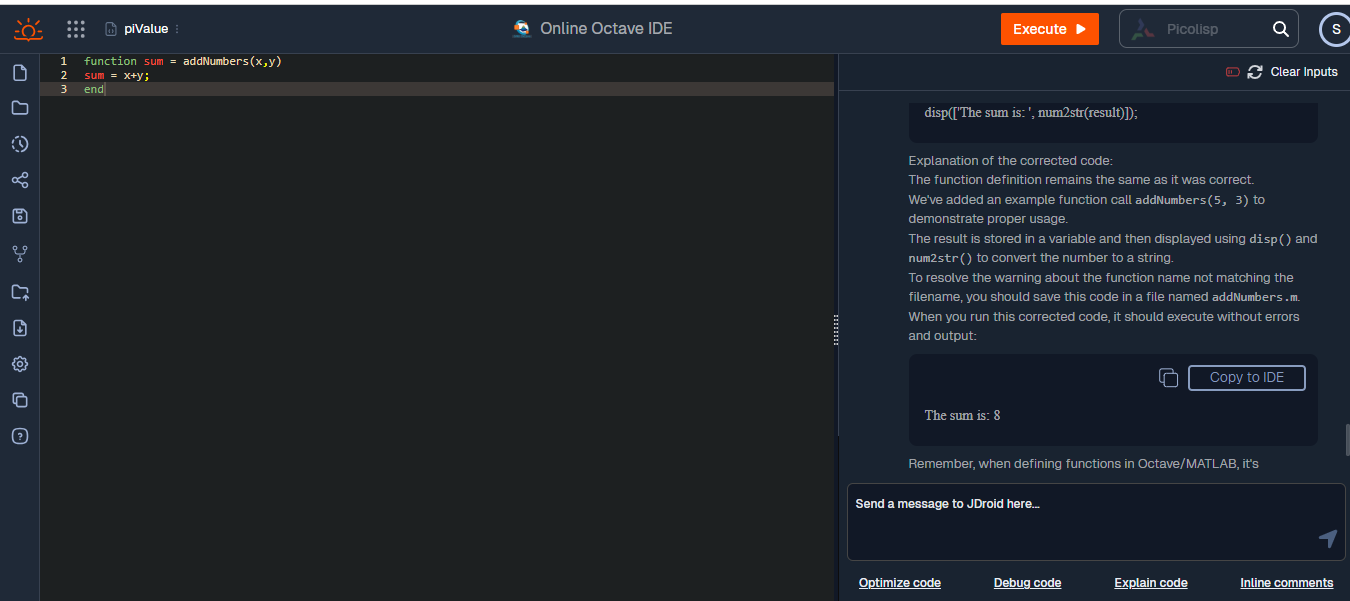 piValue
Online Octave IDE
Execute
Picolisp
S
1 function sum = addNumbers(x,y)
2 sum = x+y;
3 end
Clear Inputs
disp(['The sum is: ', num2str(result)]);
Explanation of the corrected code:
The function definition remains the same as it was correct.
We've added an example function call addNumbers(5, 3) to
demonstrate proper usage.
The result is stored in a variable and then displayed using disp() and
num2str() to convert the number to a string.
To resolve the warning about the function name not matching the
filename, you should save this code in a file named addNumbers.m.
When you run this corrected code, it should execute without errors
and output:
Copy to IDE
The sum is: 8
Remember, when defining functions in Octave/MATLAB, it's
Send a message to JDroid here...
Optimize code
Debug code
Explain code
Inline comments